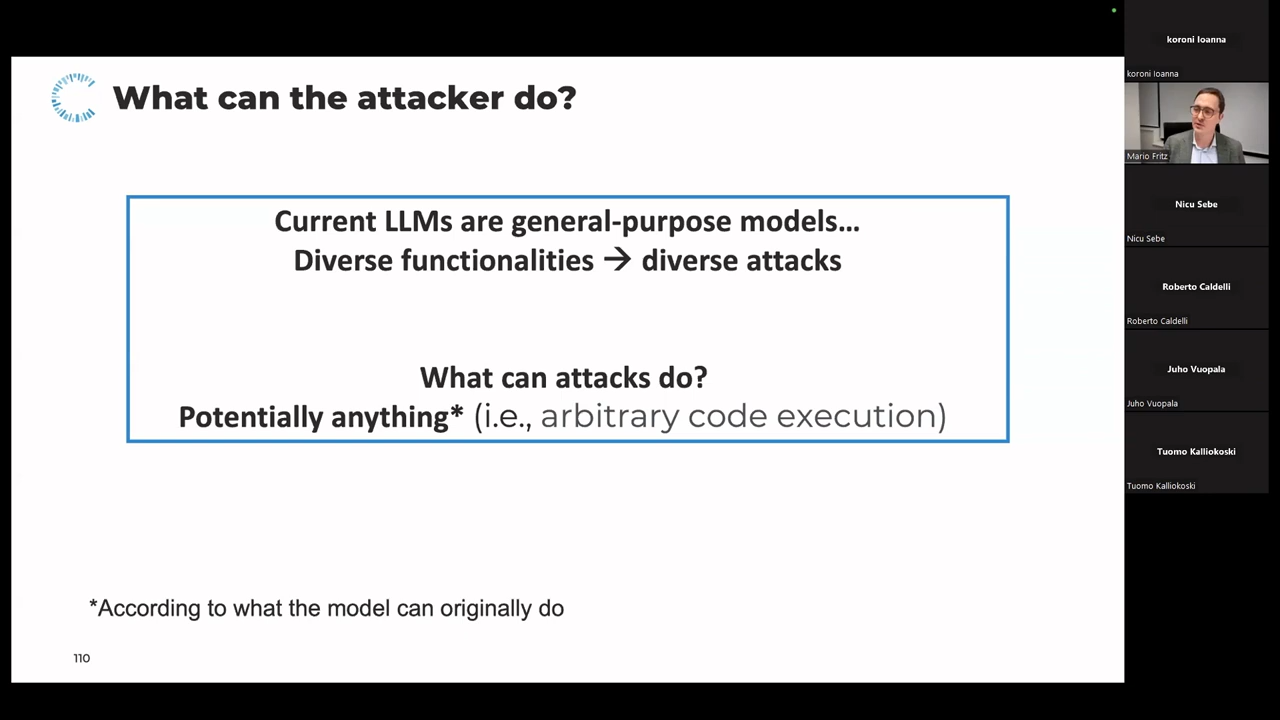 What can the attacker do?
Current LLMs are general-purpose models...
Diverse functionalities → diverse attacks
What can attacks do?
Potentially anything* (i.e., arbitrary code execution)
*According to what the model can originally do
110
koroni Ioanna
koroni Ioanna
Mario Fritz
Nicu Sebe
Nicu Sebe
Roberto Caldelli
Roberto Caldelli
Juho Vuopala
Juho Vuopala
Tuomo Kalliokoski
Tuomo Kalliokoski